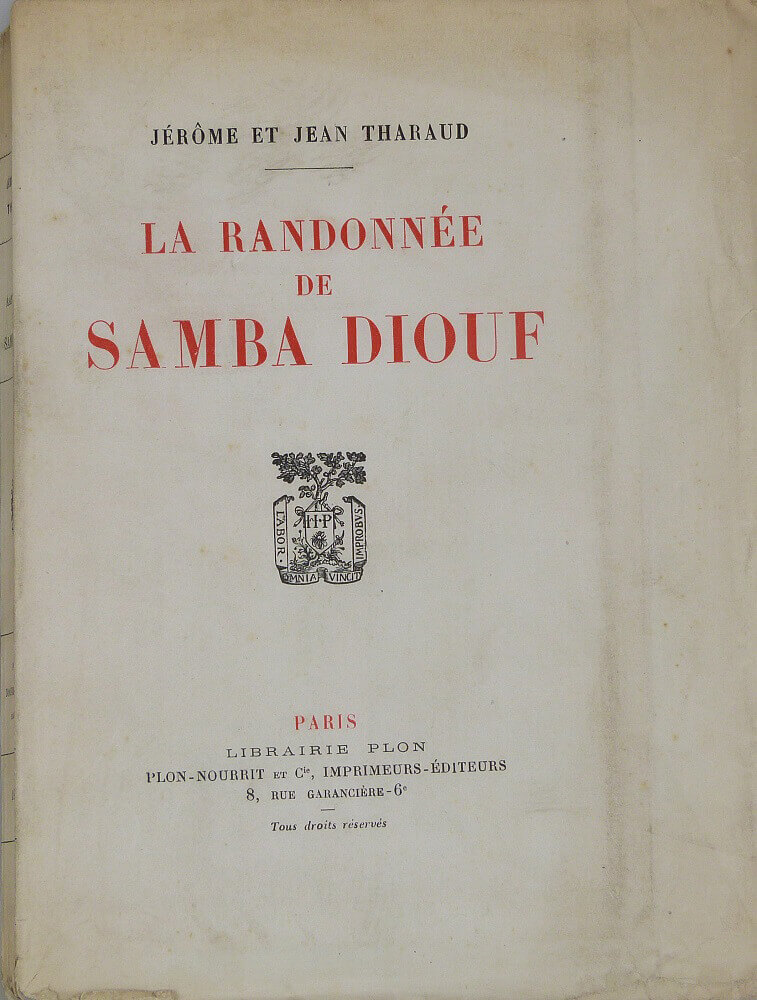 JÉRÔME ET JEAN THARAUD
LA RANDONNÉE
DE
SAMBA DIOUF
LABOR
H·P
IMPROBVS
OMNIA VINCIT
PARIS
LIBRAIRIE PLON
PLON-NOURRIT ET Cie, IMPRIMEURS-ÉDITEURS
8, RUE GARANCIÈRE-6e
Tous droits réservés